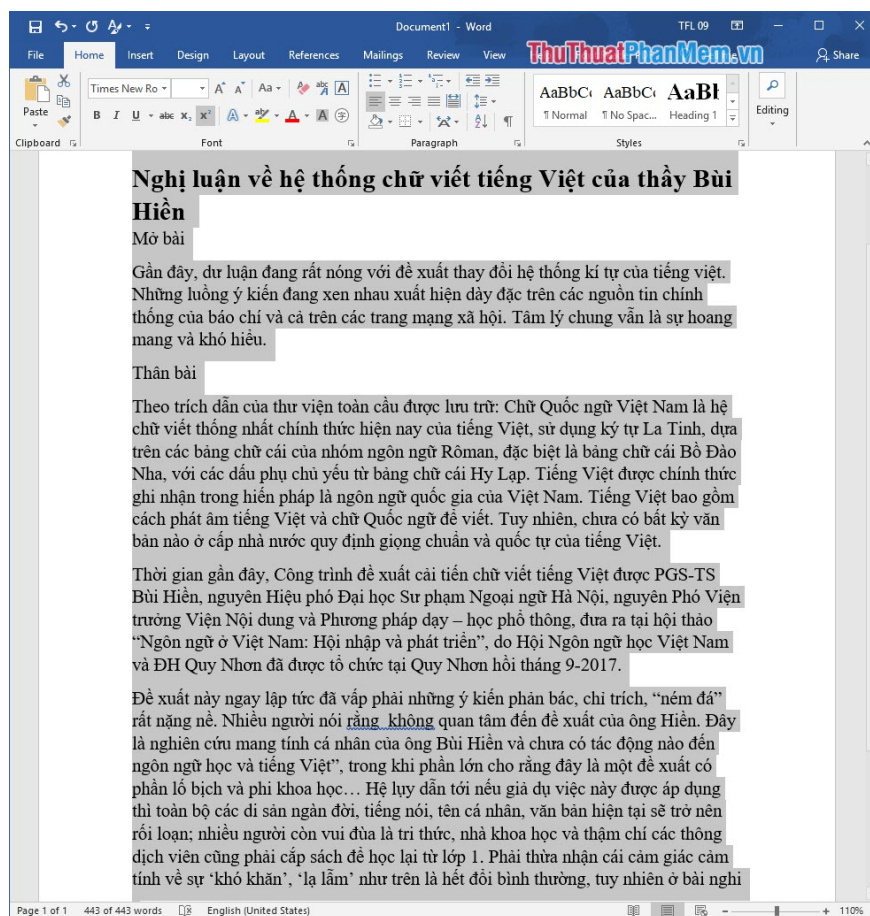 Document1 - Word
TFL 09
File Home Insert Design Layout References Mailings Review View ThuThuatPhanMem.vn Share
Paste
Times New Ro
Aa
B I U abc X₂ X²
A
AaBbCc AaBbCc AaBb
¶ Normal ¶ No Spac... Heading 1
Editing
Clipboard Font Paragraph Styles
Nghị luận về hệ thống chữ viết tiếng Việt của thầy Bùi
Hiền
Mở bài
Gần đây, dư luận đang rất nóng với đề xuất thay đổi hệ thống kí tự của tiếng việt.
Những luồng ý kiến đang xen nhau xuất hiện dày đặc trên các nguồn tin chính
thống của báo chí và cả trên các trang mạng xã hội. Tâm lý chung vẫn là sự hoang
mang và khó hiểu.
Thân bài
Theo trích dẫn của thư viện toàn cầu được lưu trữ: Chữ Quốc ngữ Việt Nam là hệ
chữ viết thống nhất chính thức hiện nay của tiếng Việt, sử dụng ký tự La Tinh, dựa
trên các bảng chữ cái của nhóm ngôn ngữ Rôman, đặc biệt là bảng chữ cái Bồ Đào
Nha, với các dấu phụ chủ yếu từ bảng chữ cái Hy Lạp. Tiếng Việt được chính thức
ghi nhận trong hiến pháp là ngôn ngữ quốc gia của Việt Nam. Tiếng Việt bao gồm
cách phát âm tiếng Việt và chữ Quốc ngữ để viết. Tuy nhiên, chưa có bất kỳ văn
bản nào ở cấp nhà nước quy định giọng chuẩn và quốc tự của tiếng Việt.
Thời gian gần đây, Công trình đề xuất cải tiến chữ viết tiếng Việt được PGS-TS
Bùi Hiền, nguyên Hiệu phó Đại học Sư phạm Ngoại ngữ Hà Nội, nguyên Phó Viện
trưởng Viện Nội dung và Phương pháp dạy – học phổ thông, đưa ra tại hội thảo
“Ngôn ngữ ở Việt Nam: Hội nhập và phát triển”, do Hội Ngôn ngữ học Việt Nam
và ĐH Quy Nhơn đã được tổ chức tại Quy Nhơn hồi tháng 9-2017.
Đề xuất này ngay lập tức đã vấp phải những ý kiến phản bác, chỉ trích, “ném đá”
rất nặng nề. Nhiều người nói rằng không quan tâm đến đề xuất của ông Hiền. Đây
là nghiên cứu mang tính cá nhân của ông Bùi Hiền và chưa có tác động nào đến
ngôn ngữ học và tiếng Việt”, trong khi phần lớn cho rằng đây là một đề xuất có
phần lố bịch và phi khoa học… Hệ lụy dẫn tới nếu giả dụ việc này được áp dụng
thì toàn bộ các di sản ngàn đời, tiếng nói, tên cá nhân, văn bản hiện tại sẽ trở nên
rối loạn; nhiều người còn vui đùa là tri thức, nhà khoa học và thậm chí các thông
dịch viên cũng phải cắp sách để học lại từ lớp 1. Phải thừa nhận cái cảm giác cảm
tính về sự ‘khó khăn’, ‘lạ lẫm’ như trên là hết đổi bình thường, tuy nhiên ở bài nghi
Page 1 of 1 443 of 443 words English (United States) 110%